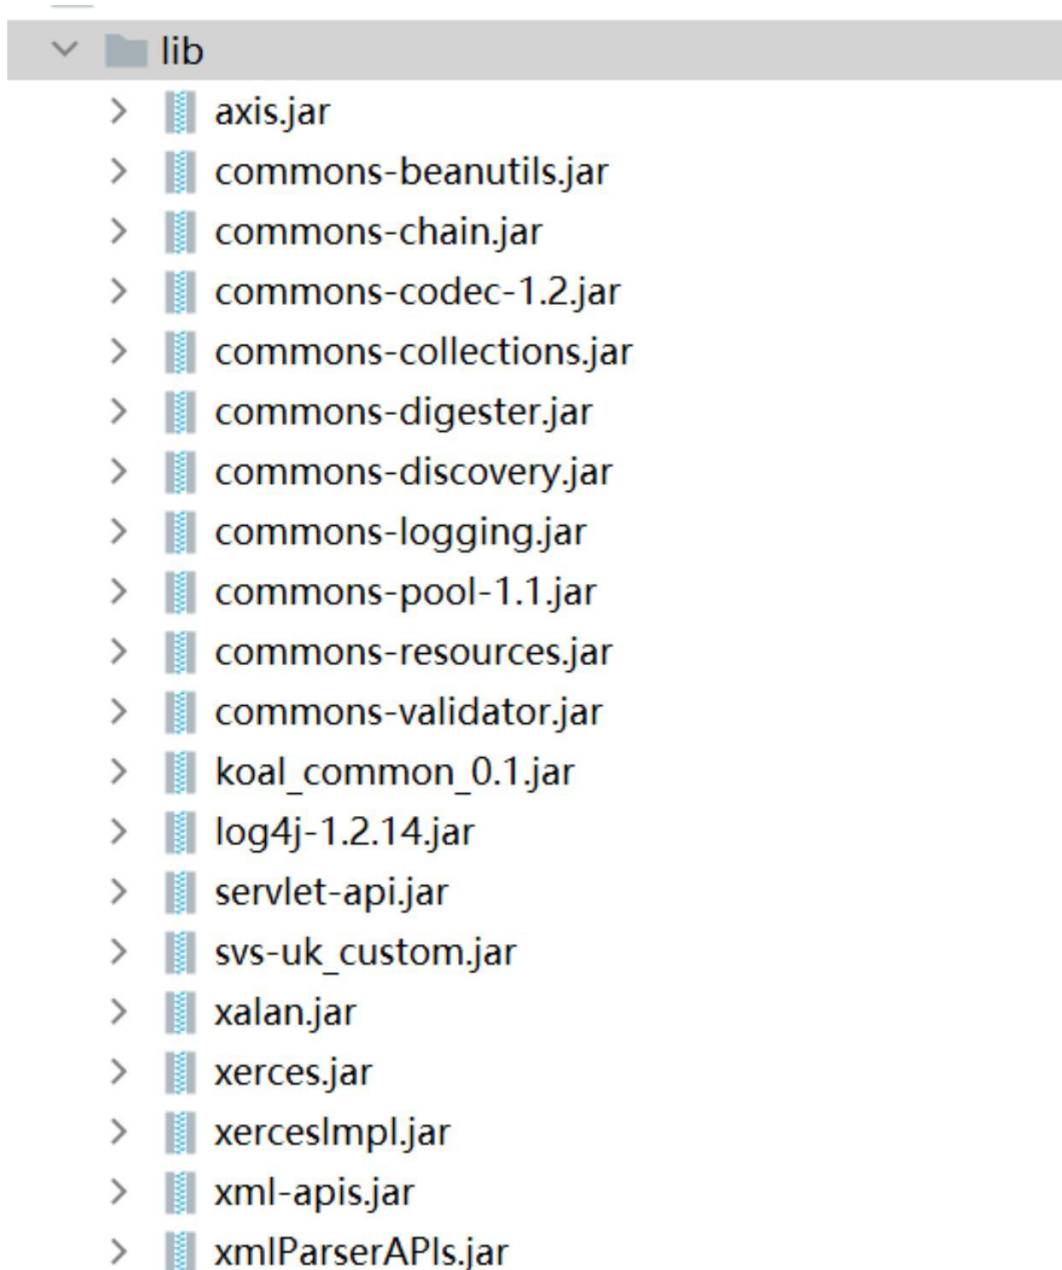 lib
axis.jar
commons-beanutils.jar
commons-chain.jar
commons-codec-1.2.jar
commons-collections.jar
commons-digester.jar
commons-discovery.jar
commons-logging.jar
commons-pool-1.1.jar
commons-resources.jar
commons-validator.jar
koal_common_0.1.jar
log4j-1.2.14.jar
servlet-api.jar
svs-uk_custom.jar
xalan.jar
xerces.jar
xercesImpl.jar
xml-apis.jar
xmlParserAPIs.jar